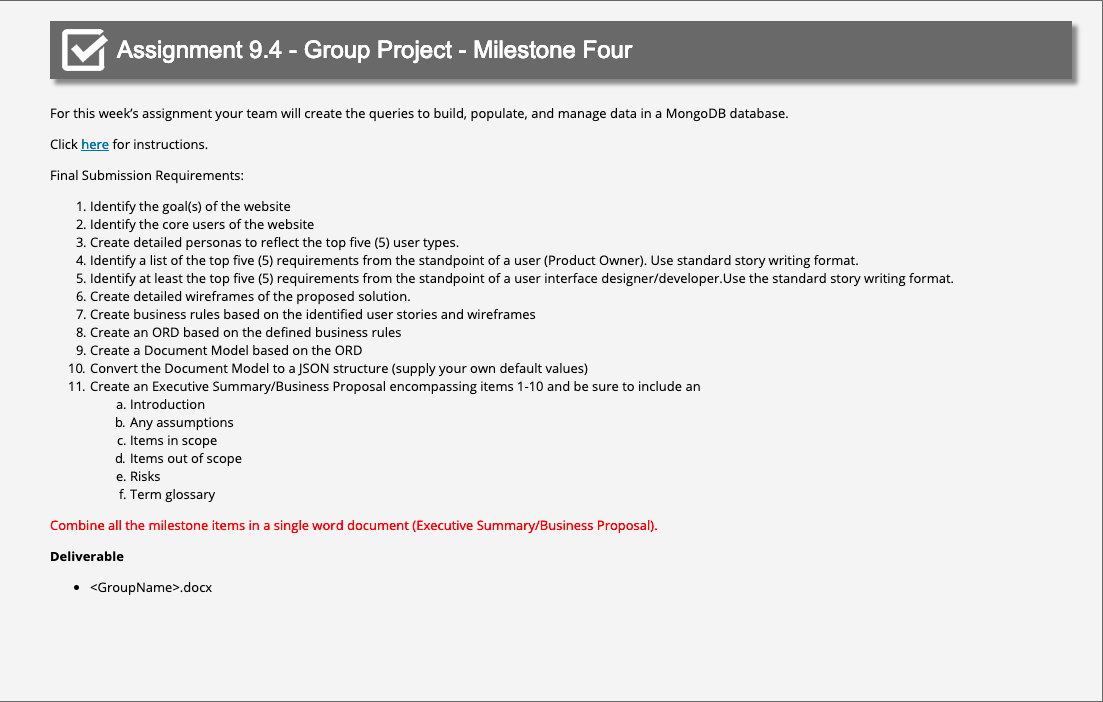 Assignment 9.4 - Group Project - Milestone Four
For this week's assignment your team will create the queries to build, populate, and manage data in a MongoDB database.
Click here for instructions.
Final Submission Requirements:
1. Identify the goal(s) of the website
2. Identify the core users of the website
3. Create detailed personas to reflect the top five (5) user types.
4. Identify a list of the top five (5) requirements from the standpoint of a user (Product Owner). Use standard story writing format.
5. Identify at least the top five (5) requirements from the standpoint of a user interface designer/developer.Use the standard story writing format.
6. Create detailed wireframes of the proposed solution.
7. Create business rules based on the identified user stories and wireframes
8. Create an ORD based on the defined business rules
9. Create a Document Model based on the ORD
10. Convert the Document Model to a JSON structure (supply your own default values)
11. Create an Executive Summary/Business Proposal encompassing items 1-10 and be sure to include an
a. Introduction
b. Any assumptions
c. Items in scope
d. Items out of scope
e. Risks
f. Term glossary
Combine all the milestone items in a single word document (Executive Summary/Business Proposal).
Deliverable
• <GroupName>.docx